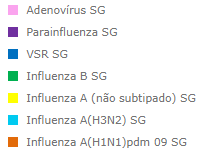 Adenovírus SG
Parainfluenza SG
VSR SG
Influenza B SG
Influenza A (não subtipado) SG
Influenza A(H3N2) SG
Influenza A(H1N1)pdm 09 SG